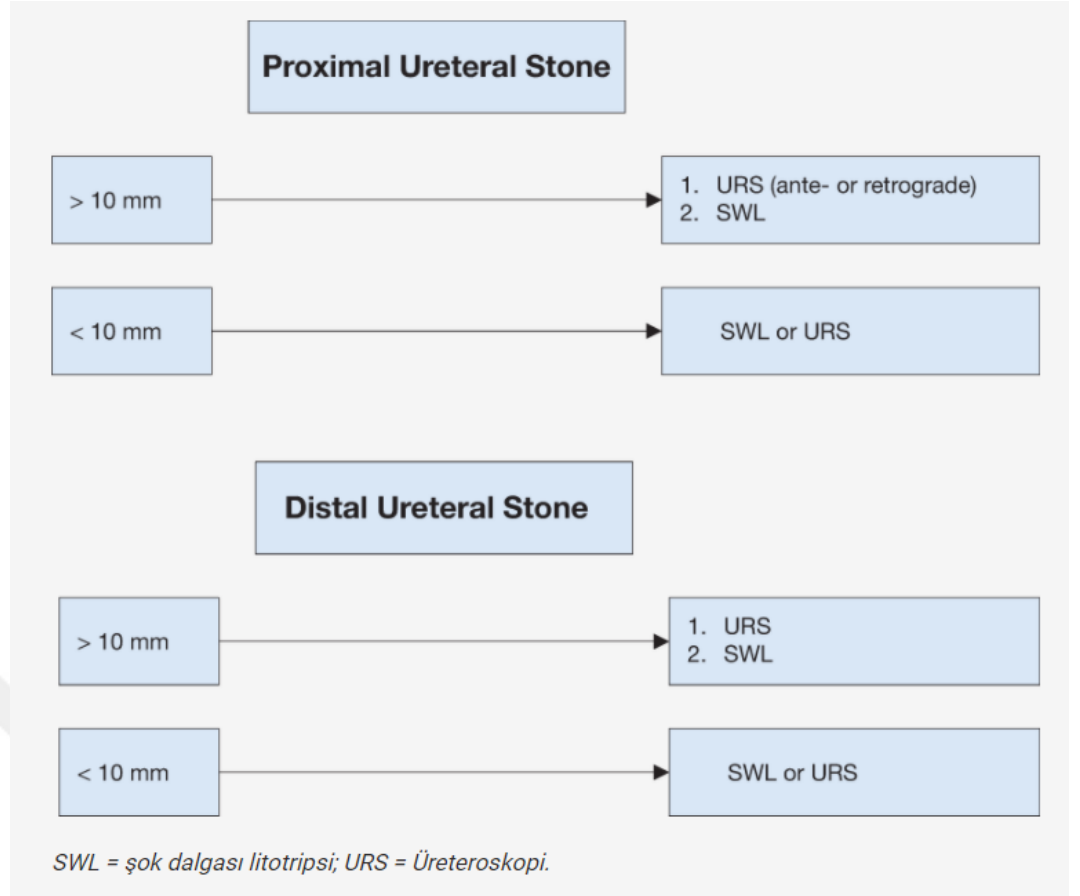 Proximal Ureteral Stone
> 10 mm
1. URS (ante- or retrograde)
2. SWL
< 10 mm
SWL or URS
Distal Ureteral Stone
> 10 mm
1. URS
2. SWL
< 10 mm
SWL or URS
SWL = şok dalgası litotripsi; URS = Üreteroskopi.